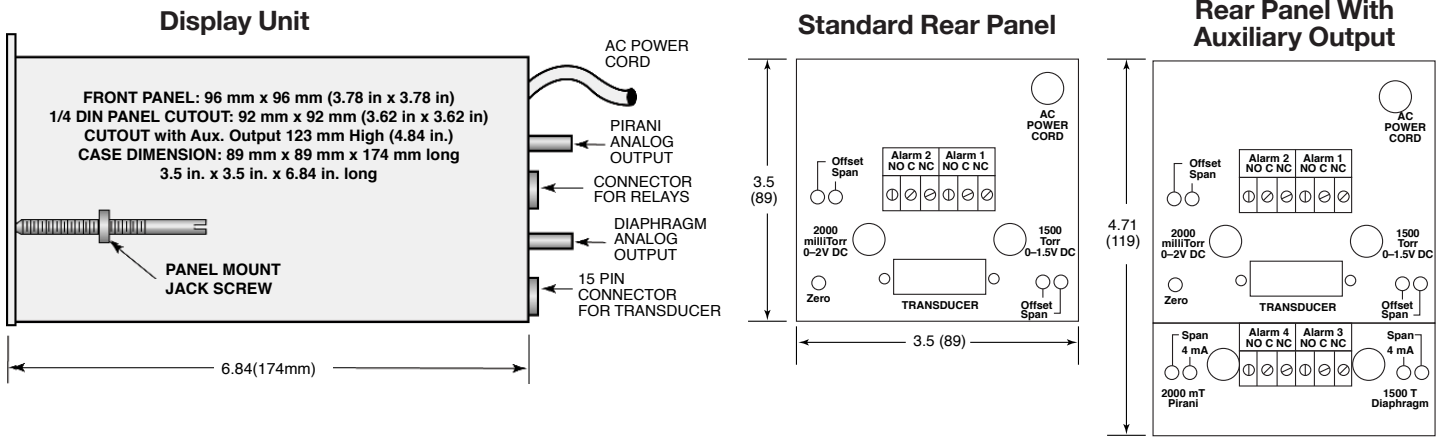 Display Unit
FRONT PANEL: 96 mm x 96 mm (3.78 in x 3.78 in)
1/4 DIN PANEL CUTOUT: 92 mm x 92 mm (3.62 in x 3.62 in)
CUTOUT with Aux. Output 123 mm High (4.84 in.)
CASE DIMENSION: 89 mm x 89 mm x 174 mm long
3.5 in. x 3.5 in. x 6.84 in. long
PANEL MOUNT
JACK SCREW
AC POWER
CORD
PIRANI
ANALOG
OUTPUT
CONNECTOR
FOR RELAYS
DIAPHRAGM
ANALOG
OUTPUT
15 PIN
CONNECTOR
FOR TRANSDUCER
6.84(174mm)
Standard Rear Panel
3.5
(89)
AC
POWER
CORD
Offset
Span
Alarm 2 Alarm 1
NO C NC NO C NC
2000
milliTorr
0–2V DC
1500
Torr
0–1.5V DC
Zero
TRANSDUCER
Offset
Span
3.5 (89)
Rear Panel With
Auxiliary Output
4.71
(119)
AC
POWER
CORD
Offset
Span
Alarm 2 Alarm 1
NO C NC NO C NC
2000
milliTorr
0–2V DC
1500
Torr
0–1.5V DC
Zero
TRANSDUCER
Offset
Span
Span
4 mA
Alarm 4 Alarm 3
NO C NC NO C NC
Span
4 mA
2000 mT
Pirani
1500 T
Diaphragm